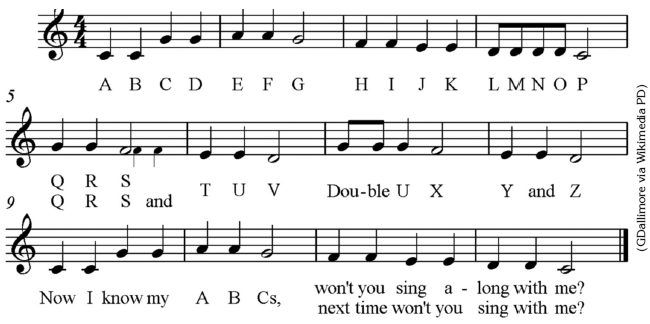 A B C D E F G H I J K L M N O P
5
Q R S T U V Dou-ble U X Y and Z
Q R S and
9
Now I know my A B Cs, won't you sing a - long with me?
next time won't you sing with me?
(GDallimore via Wikimedia PD)